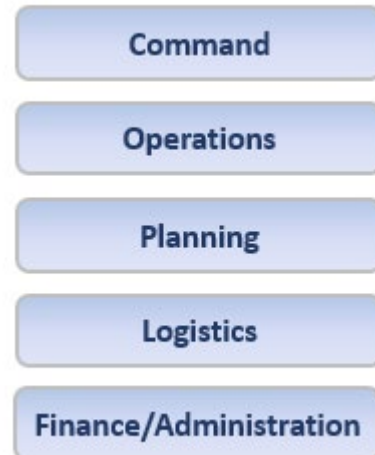 Command
Operations
Planning
Logistics
Finance/Administration